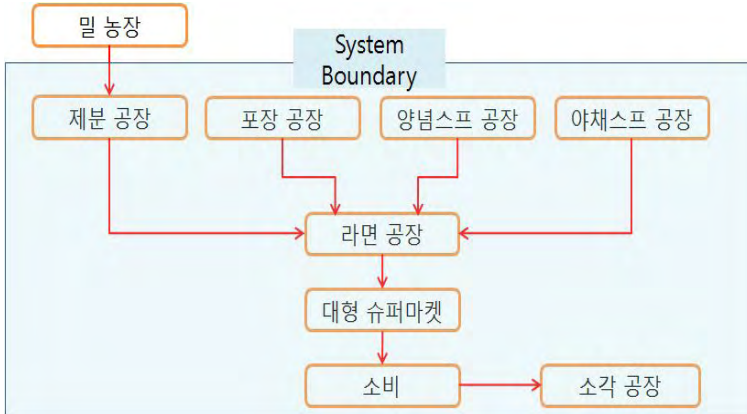 밀 농장
System
Boundary
제분 공장
포장 공장
양념스프 공장
야채스프 공장
라면 공장
대형 슈퍼마켓
소비
소각 공장